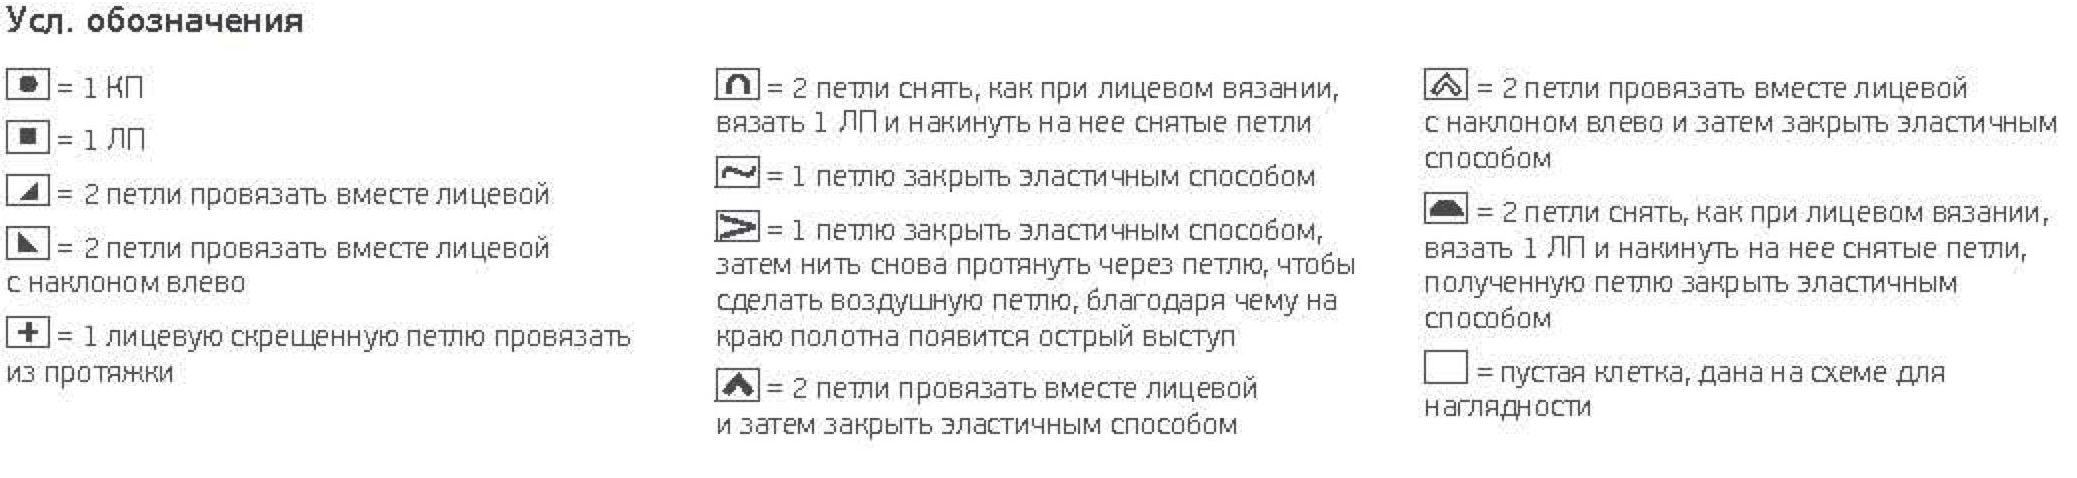 Усл. обозначения
= 1 КП
= 1 ЛП
= 2 петли провязать вместе лицевой
= 2 петли провязать вместе лицевой
с наклоном влево
= 1 лицевую скрещенную петлю провязать
из протяжки
= 2 петли снять, как при лицевом вязании,
вязать 1 ЛП и накинуть на нее снятые петли
= 1 петлю закрыть эластичным способом
= 1 петлю закрыть эластичным способом,
затем нить снова протянуть через петлю, чтобы
сделать воздушную петлю, благодаря чему на
краю полотна появится острый выступ
= 2 петли провязать вместе лицевой
и затем закрыть эластичным способом
= 2 петли провязать вместе лицевой
с наклоном влево и затем закрыть эластичным
способом
= 2 петли снять, как при лицевом вязании,
вязать 1 ЛП и накинуть на нее снятые петли,
полученную петлю закрыть эластичным
способом
= пустая клетка, дана на схеме для
наглядности